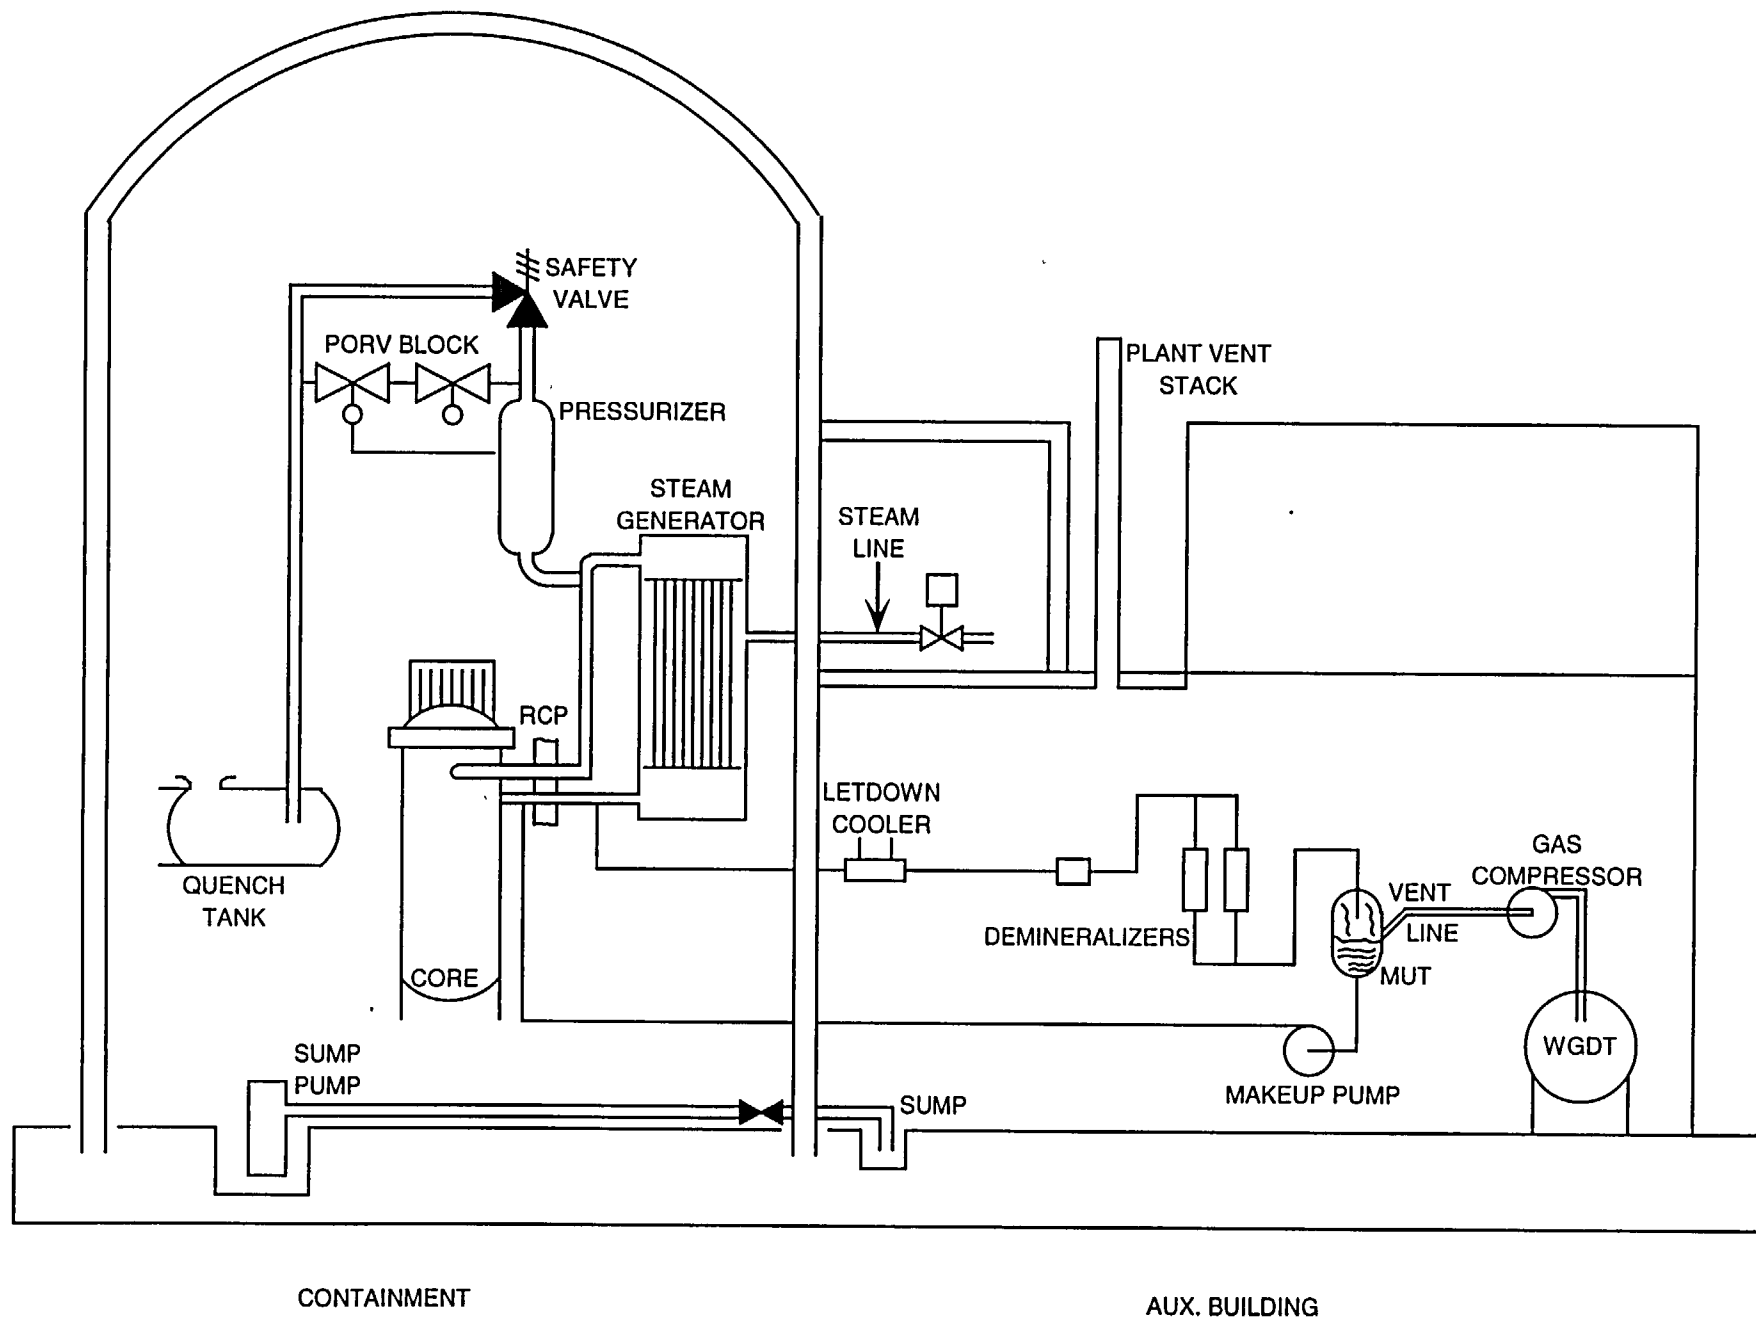 SAFETY
VALVE
PORV BLOCK
PLANT VENT
STACK
PRESSURIZER
STEAM
GENERATOR
STEAM
LINE
RCP
LETDOWN
COOLER
GAS
COMPRESSOR
QUENCH
TANK
VENT
LINE
DEMINERALIZERS
CORE
MUT
SUMP
PUMP
WGDT
MAKEUP PUMP
SUMP
CONTAINMENT
AUX. BUILDING